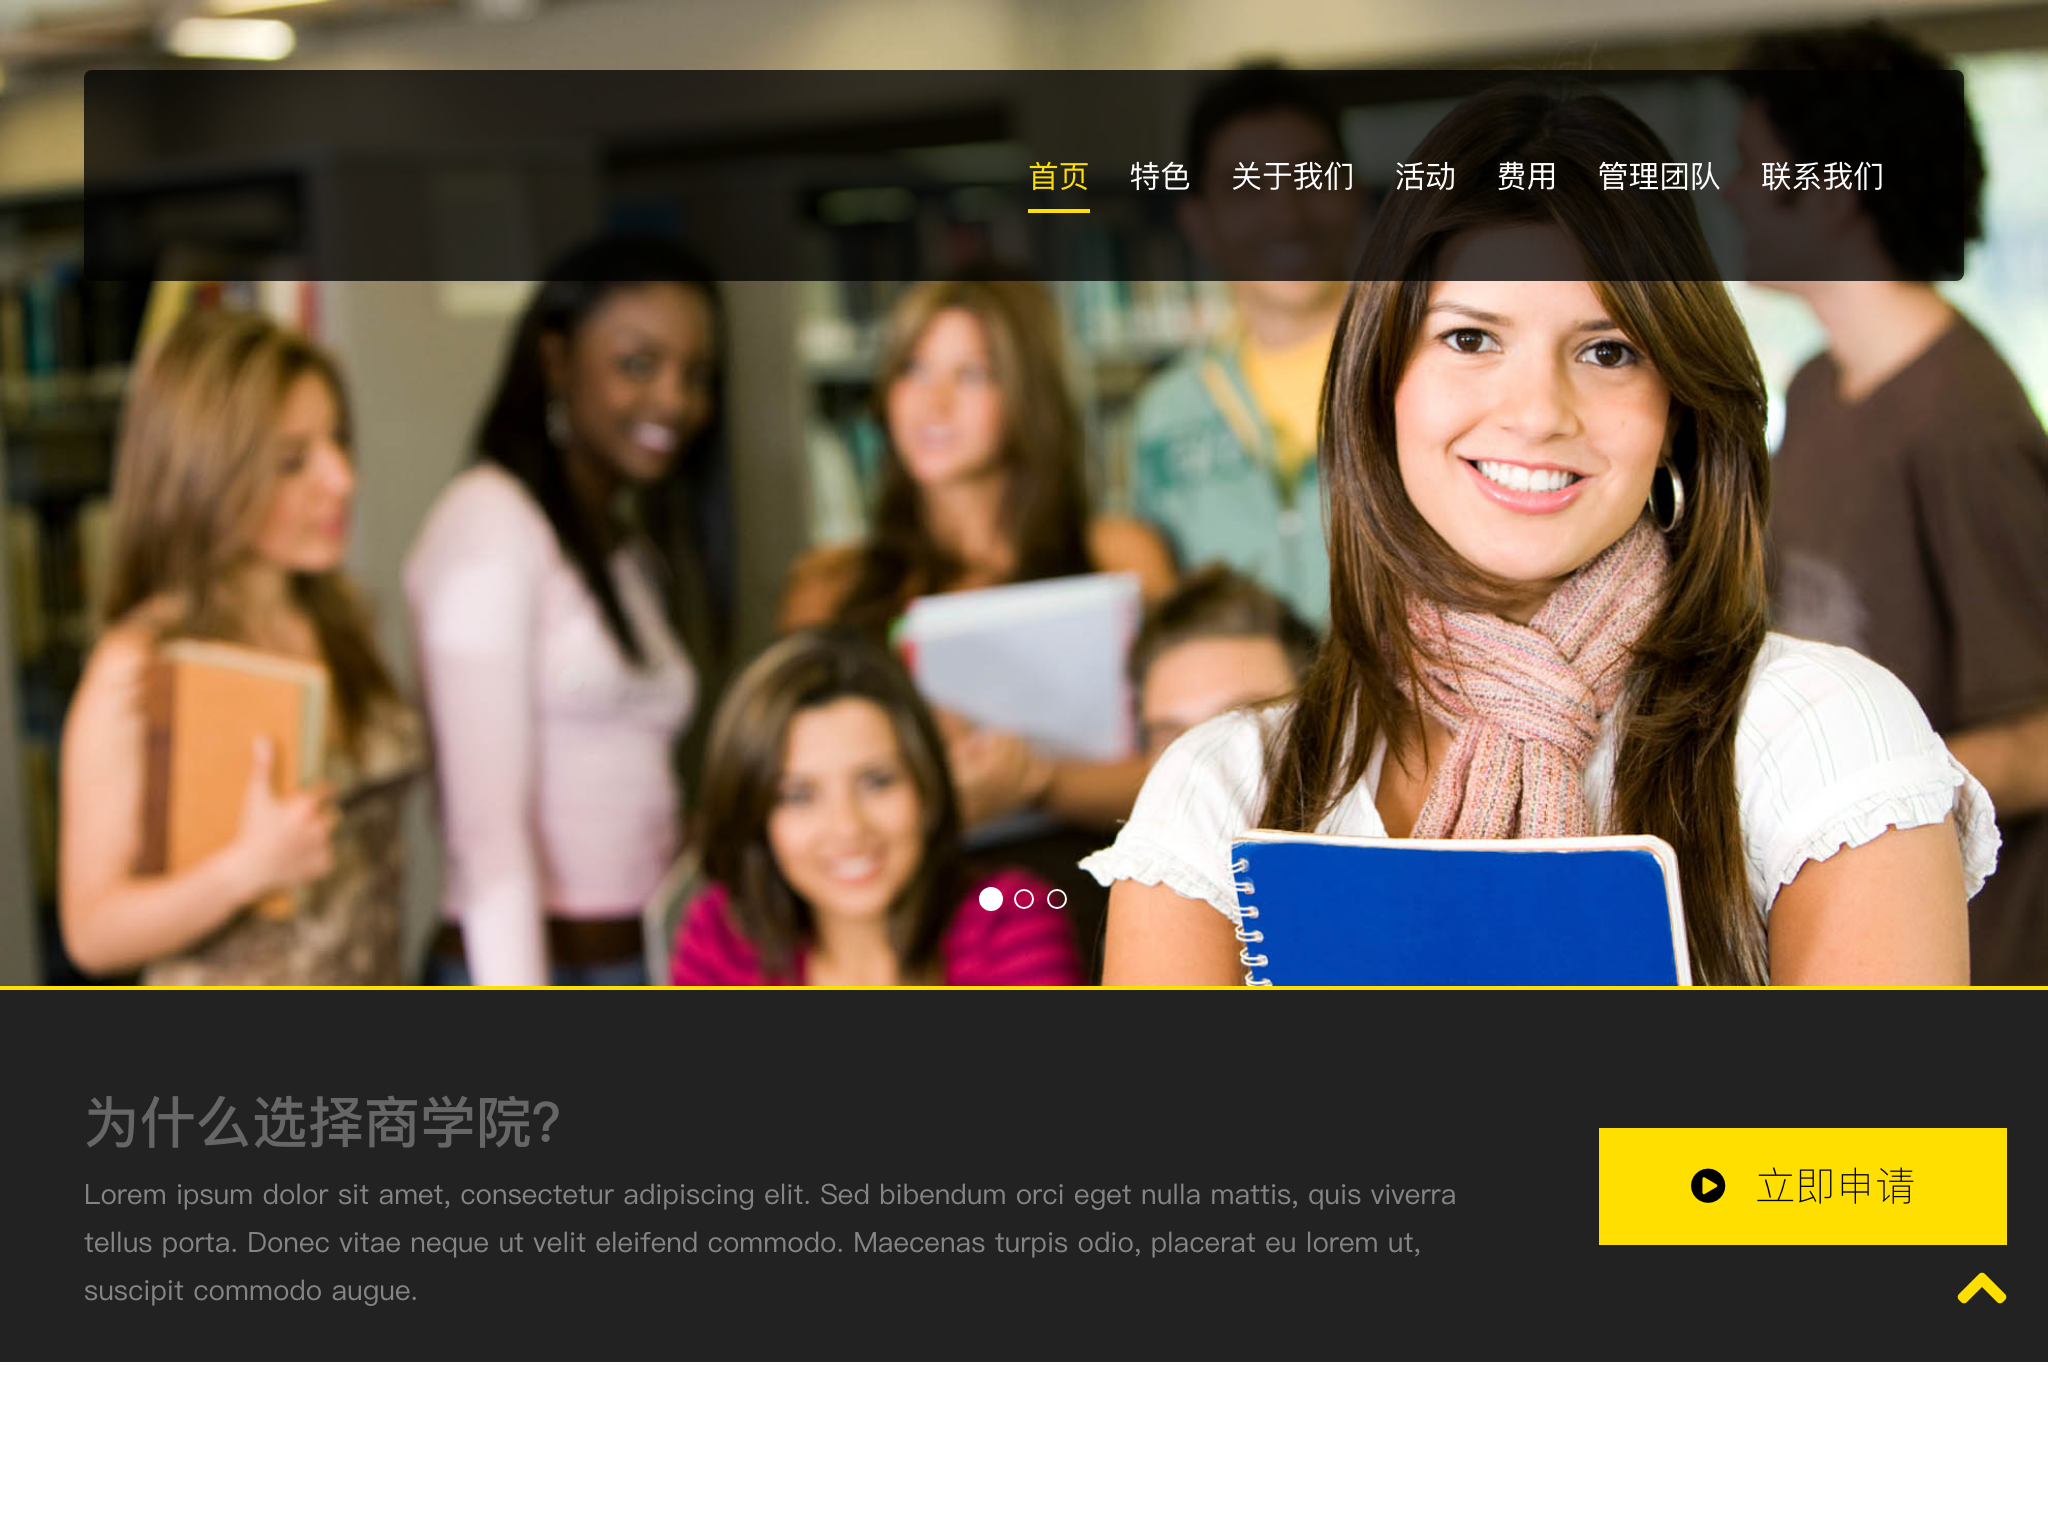 首页 特色 关于我们 活动 费用 管理团队 联系我们
为什么选择商学院?
Lorem ipsum dolor sit amet, consectetur adipiscing elit. Sed bibendum orci eget nulla mattis, quis viverra
tellus porta. Donec vitae neque ut velit eleifend commodo. Maecenas turpis odio, placerat eu lorem ut,
suscipit commodo augue.
立即申请